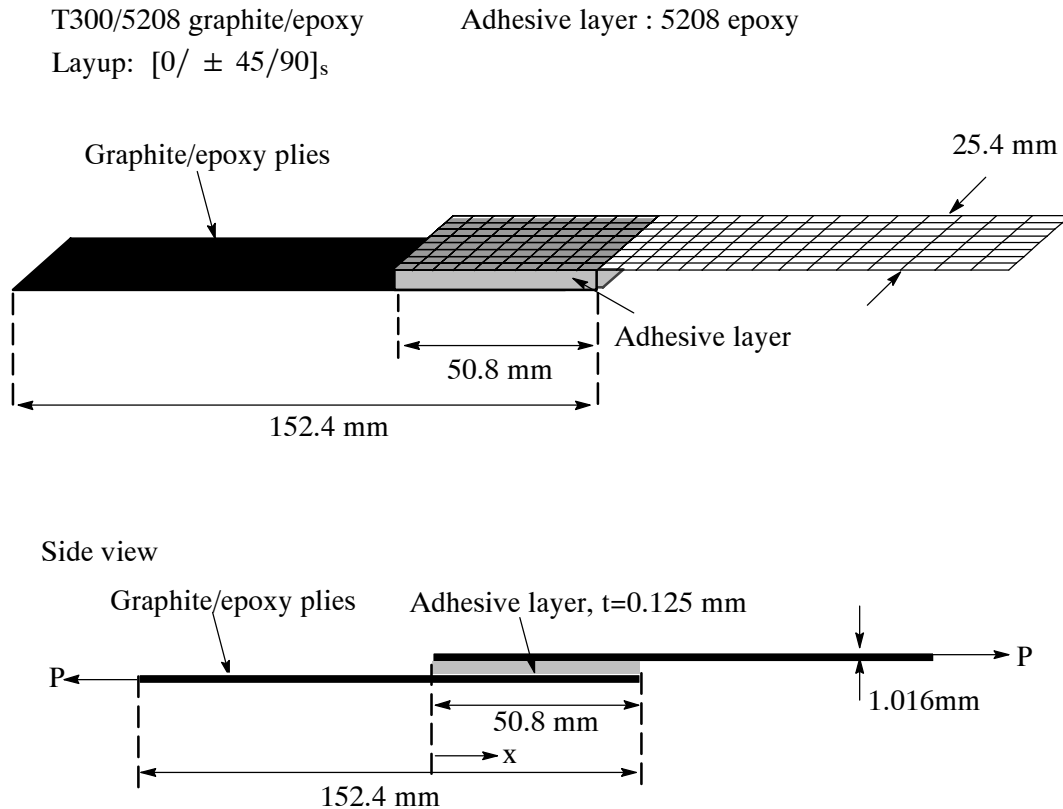 T300/5208 graphite/epoxy
Adhesive layer : 5208 epoxy
Layup: [0/ ± 45/90]s
Graphite/epoxy plies
25.4 mm
Adhesive layer
50.8 mm
152.4 mm
Side view
Graphite/epoxy plies
Adhesive layer, t=0.125 mm
P
P
1.016mm
50.8 mm
x
152.4 mm